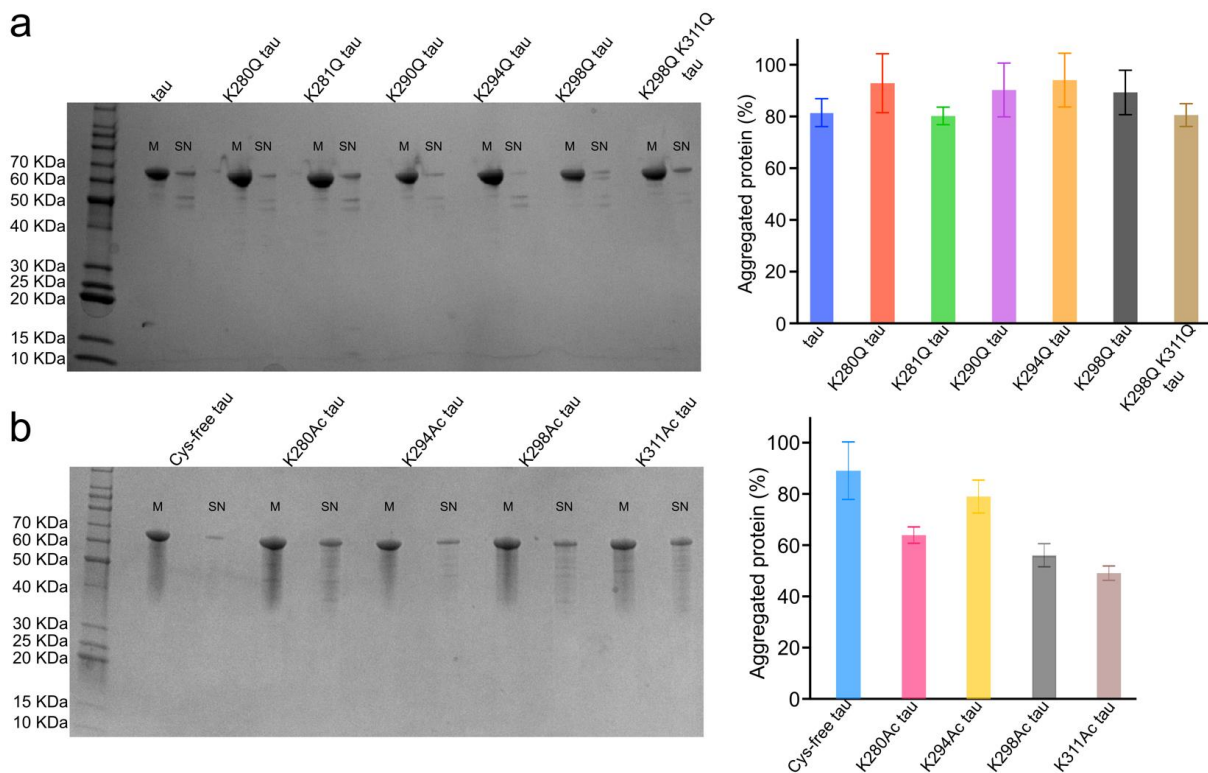 a
tau
K280Q tau
K281Q tau
K290Q tau
K294Q tau
K298Q tau
K298Q K311Q
tau
M SN M SN M SN M SN M SN M SN M SN
70 KDa
60 KDa
50 KDa
40 KDa
30 KDa
25 KDa
20 KDa
15 KDa
10 KDa
Aggregated protein (%)
100
80
60
40
20
0
tau
K280Q tau
K281Q tau
K290Q tau
K294Q tau
K298Q tau
K298Q K311Q
tau
b
Cys-free tau
K280Ac tau
K294Ac tau
K298Ac tau
K311Ac tau
M SN M SN M SN M SN M SN
70 KDa
60 KDa
50 KDa
40 KDa
30 KDa
25 KDa
20 KDa
15 KDa
10 KDa
Aggregated protein (%)
100
80
60
40
20
0
Cys-free tau
K280Ac tau
K294Ac tau
K298Ac tau
K311Ac tau